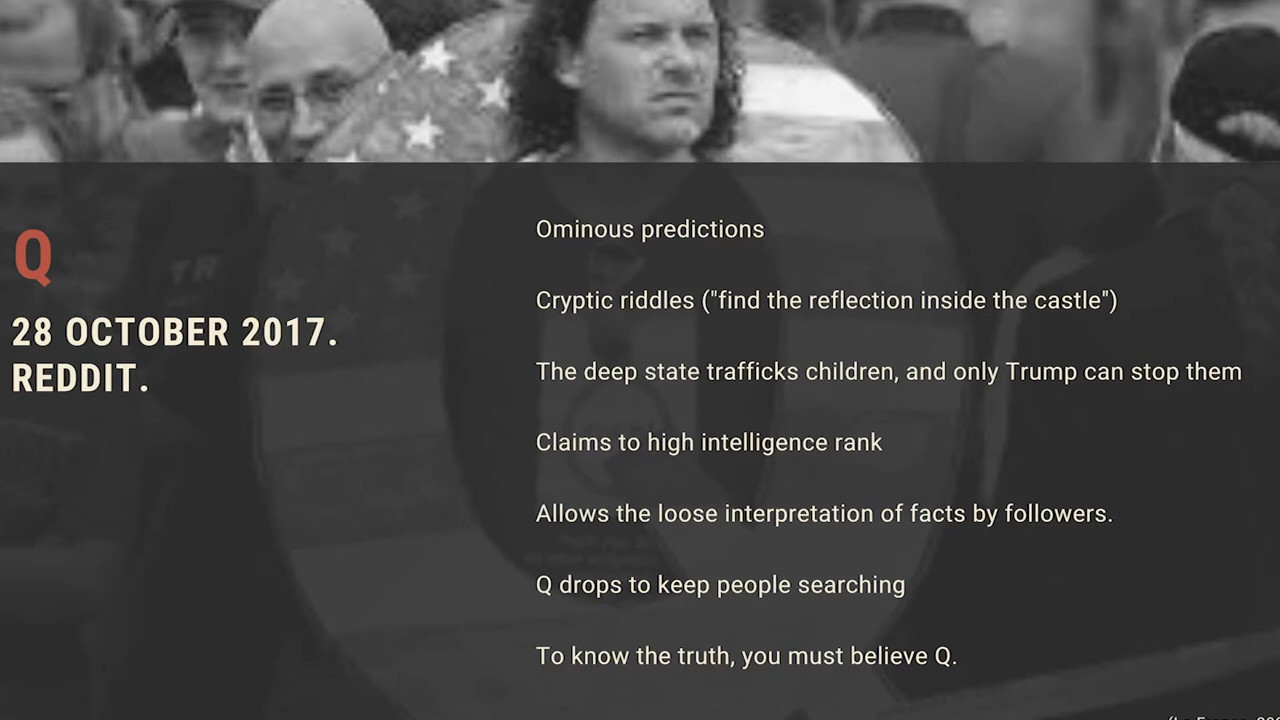 Q
28 OCTOBER 2017.
REDDIT.
Ominous predictions
Cryptic riddles ("find the reflection inside the castle")
The deep state trafficks children, and only Trump can stop them
Claims to high intelligence rank
Allows the loose interpretation of facts by followers.
Q drops to keep people searching
To know the truth, you must believe Q.